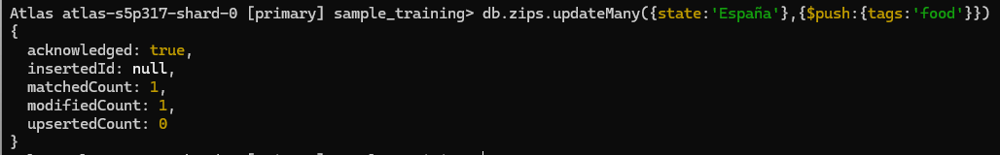 Atlas atlas-s5p317-shard-0 [primary] sample_training> db.zips.updateMany({state:'España'},{$push:{tags:'food'}})
{
  acknowledged: true,
  insertedId: null,
  matchedCount: 1,
  modifiedCount: 1,
  upsertedCount: 0
}